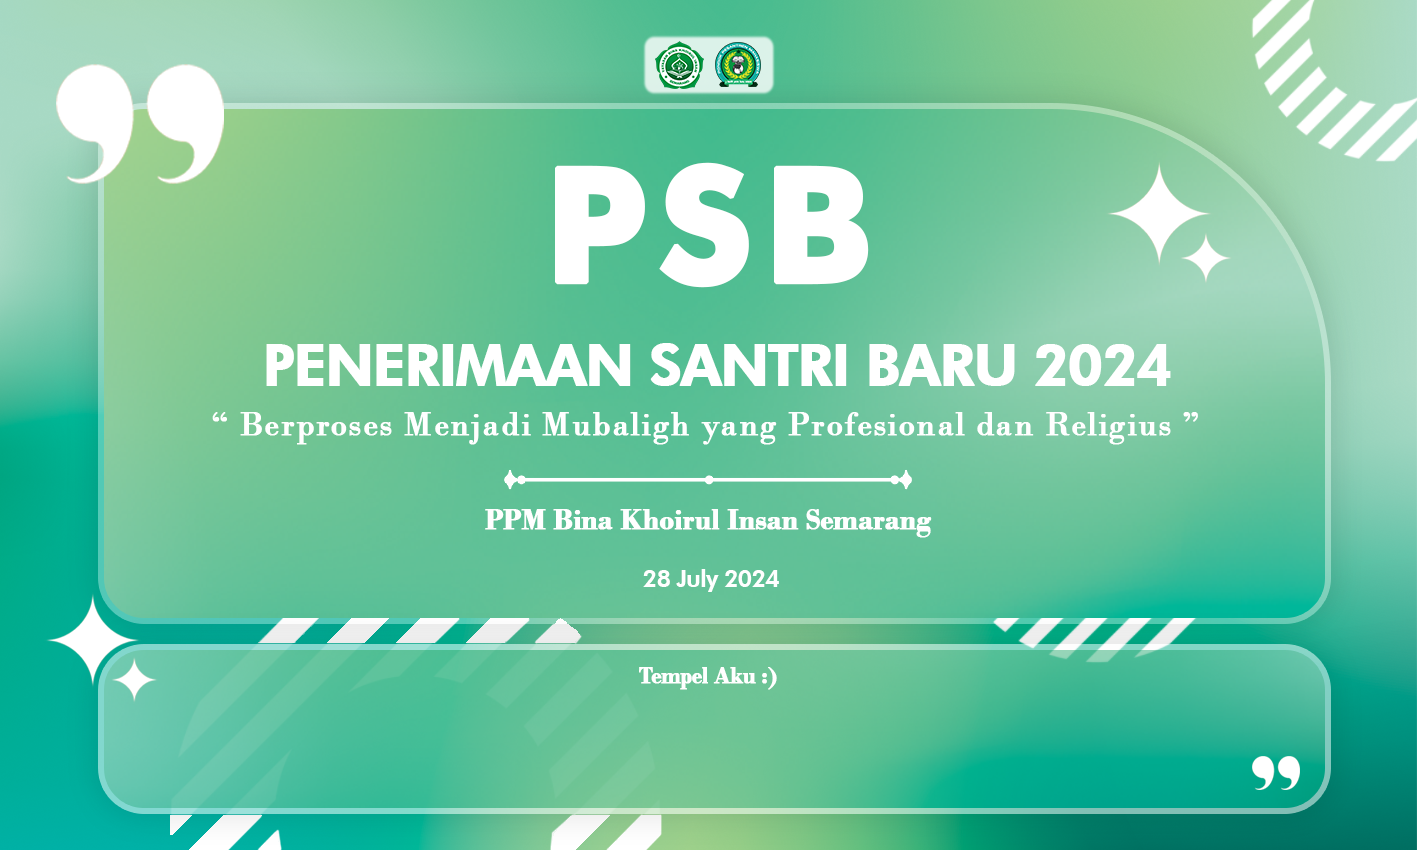 PSB
PENERIMAAN SANTRI BARU 2024
“ Berproses Menjadi Mubaligh yang Profesional dan Religius ”
PPM Bina Khoirul Insan Semarang
28 July 2024
Tempel Aku :)